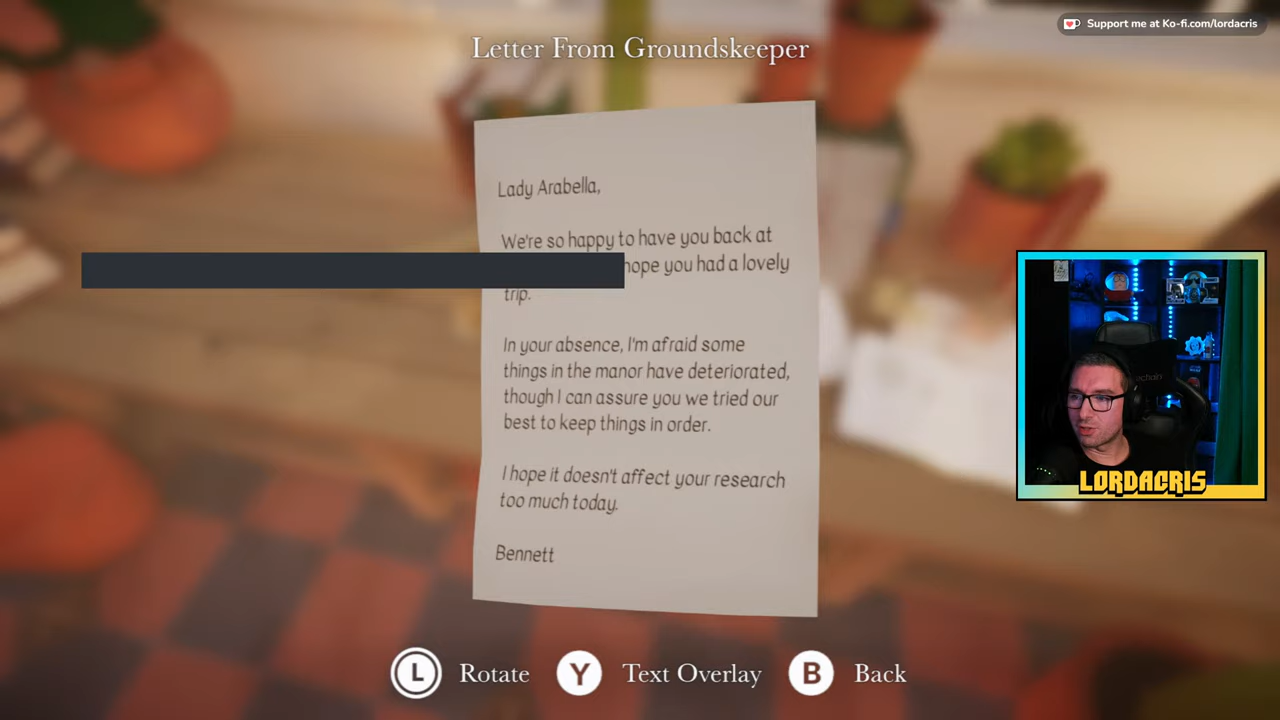 Support me at Ko-fi.com/lordacris
Letter From Groundskeeper
Lady Arabella,
We're so happy to have you back at
hope you had a lovely
trip.
In your absence, I'm afraid some
things in the manor have deteriorated,
though I can assure you we tried our
best to keep things in order.
I hope it doesn't affect your research
too much today.
Bennett
LORDACRIS
L Rotate Y Text Overlay B Back